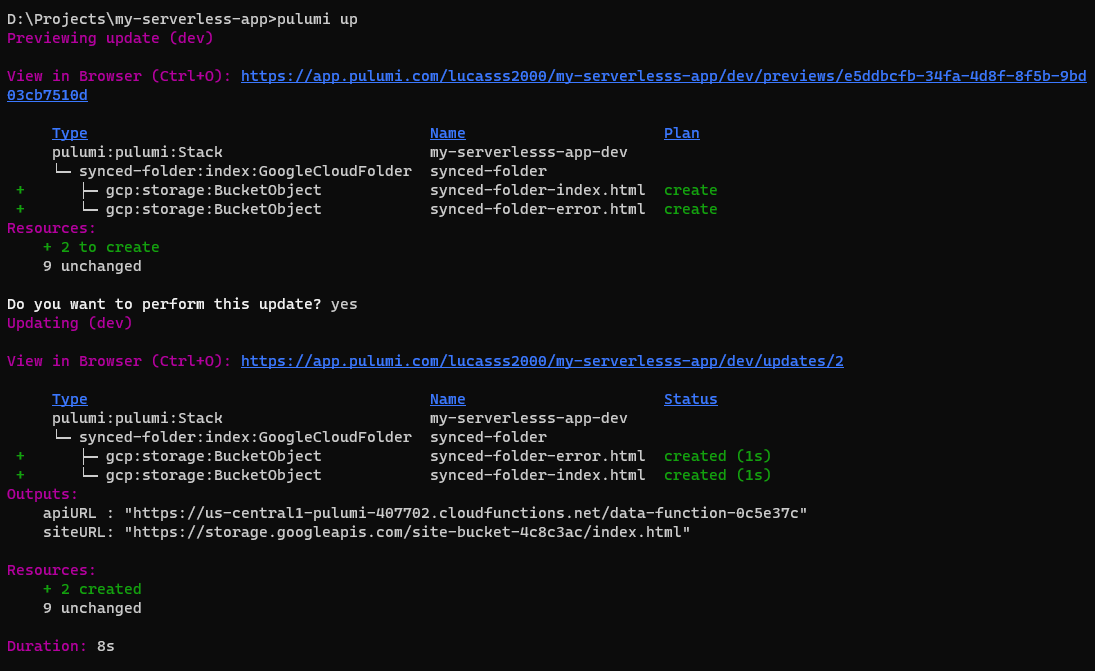 D:\Projects\my-serverless-app>pulumi up
Previewing update (dev)
View in Browser (Ctrl+O): https://app.pulumi.com/lucasss2000/my-serverlesss-app/dev/previews/e5ddbcfb-34fa-4d8f-8f5b-9bd
03cb7510d
Type Name Plan
pulumi:pulumi:Stack my-serverlesss-app-dev
└─ synced-folder:index:GoogleCloudFolder synced-folder
+ ├─ gcp:storage:BucketObject synced-folder-index.html create
+ └─ gcp:storage:BucketObject synced-folder-error.html create
Resources:
+ 2 to create
9 unchanged
Do you want to perform this update? yes
Updating (dev)
View in Browser (Ctrl+O): https://app.pulumi.com/lucasss2000/my-serverlesss-app/dev/updates/2
Type Name Status
pulumi:pulumi:Stack my-serverlesss-app-dev
└─ synced-folder:index:GoogleCloudFolder synced-folder
+ ├─ gcp:storage:BucketObject synced-folder-error.html created (1s)
+ └─ gcp:storage:BucketObject synced-folder-index.html created (1s)
Outputs:
apiURL : "https://us-central1-pulumi-407702.cloudfunctions.net/data-function-0c5e37c"
siteURL: "https://storage.googleapis.com/site-bucket-4c8c3ac/index.html"
Resources:
+ 2 created
9 unchanged
Duration: 8s